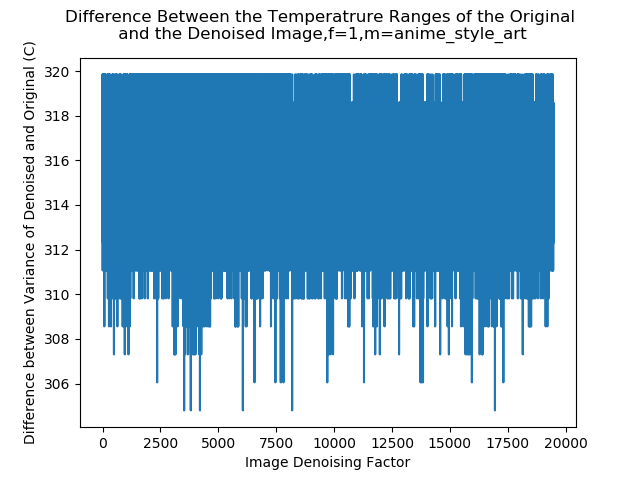 Difference Between the Temperatrure Ranges of the Original
and the Denoised Image,f=1,m=anime_style_art
Difference between Variance of Denoised and Original (C)
320
318
316
314
312
310
308
306
0 2500 5000 7500 10000 12500 15000 17500 20000
Image Denoising Factor